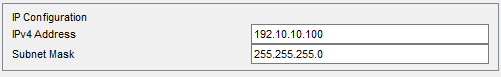 IP Configuration
IPv4 Address 192.10.10.100
Subnet Mask 255.255.255.0